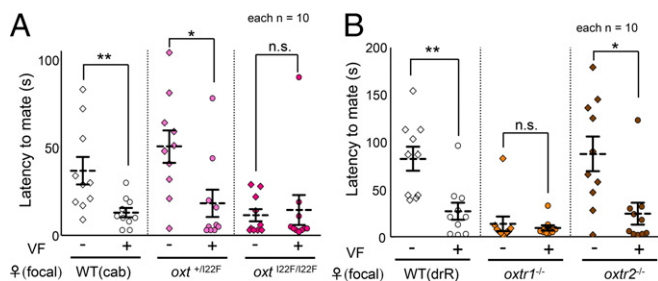 A
each n = 10
Latency to mate (s)
100
50
0
**
*
n.s.
VF - + - + - +
♀(focal) WT(cab) oxt +/I22F oxt I22F/I22F
B
each n = 10
Latency to mate (s)
200
150
100
50
0
**
n.s.
*
VF - + - + - +
♀(focal) WT(drR) oxtr1-/- oxtr2-/-